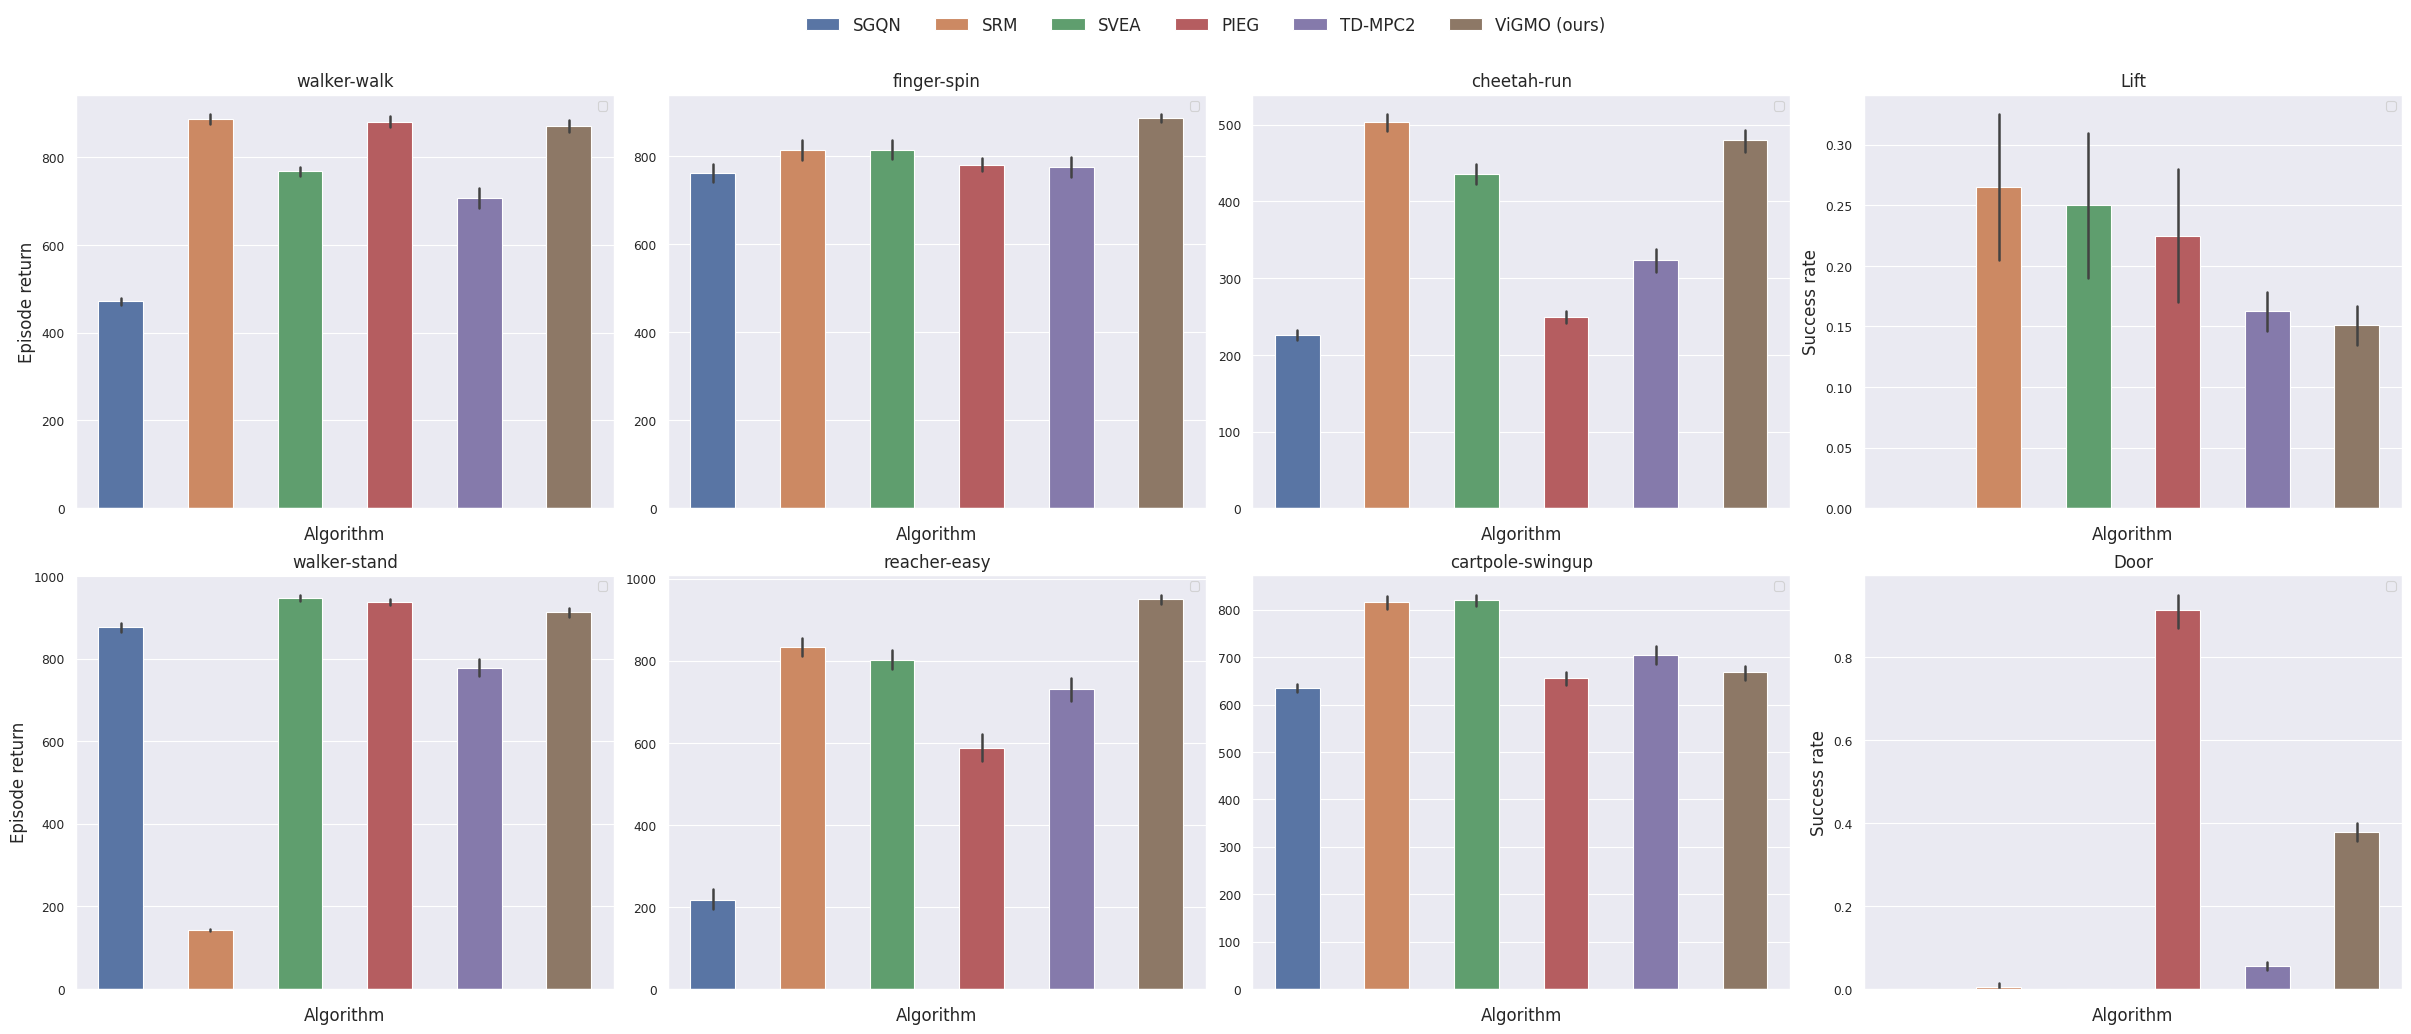 SGQN SRM SVEA PIEG TD-MPC2 ViGMO (ours)
walker-walk
Episode return
800
600
400
200
0
Algorithm
finger-spin
800
600
400
200
0
Algorithm
cheetah-run
500
400
300
200
100
0
Algorithm
Lift
Success rate
0.30
0.25
0.20
0.15
0.10
0.05
0.00
Algorithm
walker-stand
Episode return
1000
800
600
400
200
0
Algorithm
reacher-easy
1000
800
600
400
200
0
Algorithm
cartpole-swingup
800
700
600
500
400
300
200
100
0
Algorithm
Door
Success rate
0.8
0.6
0.4
0.2
0.0
Algorithm